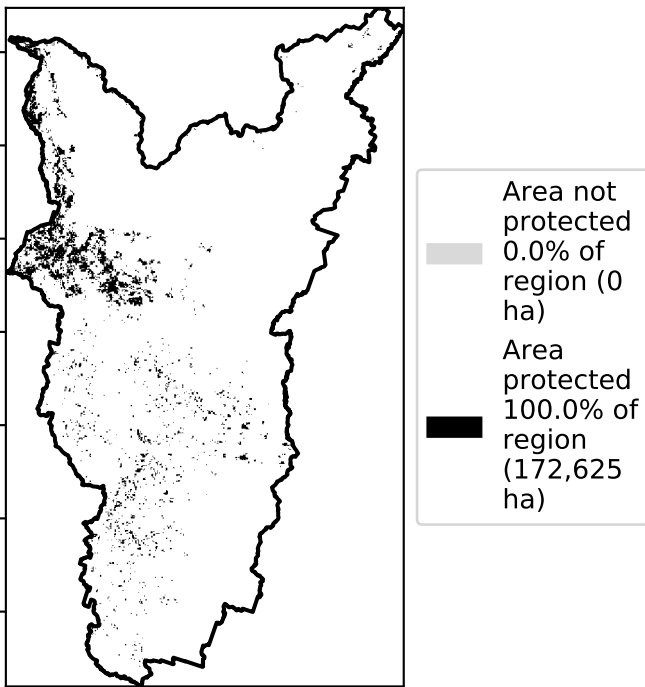 Area not
protected
0.0% of
region (0
ha)
Area
protected
100.0% of
region
(172,625
ha)